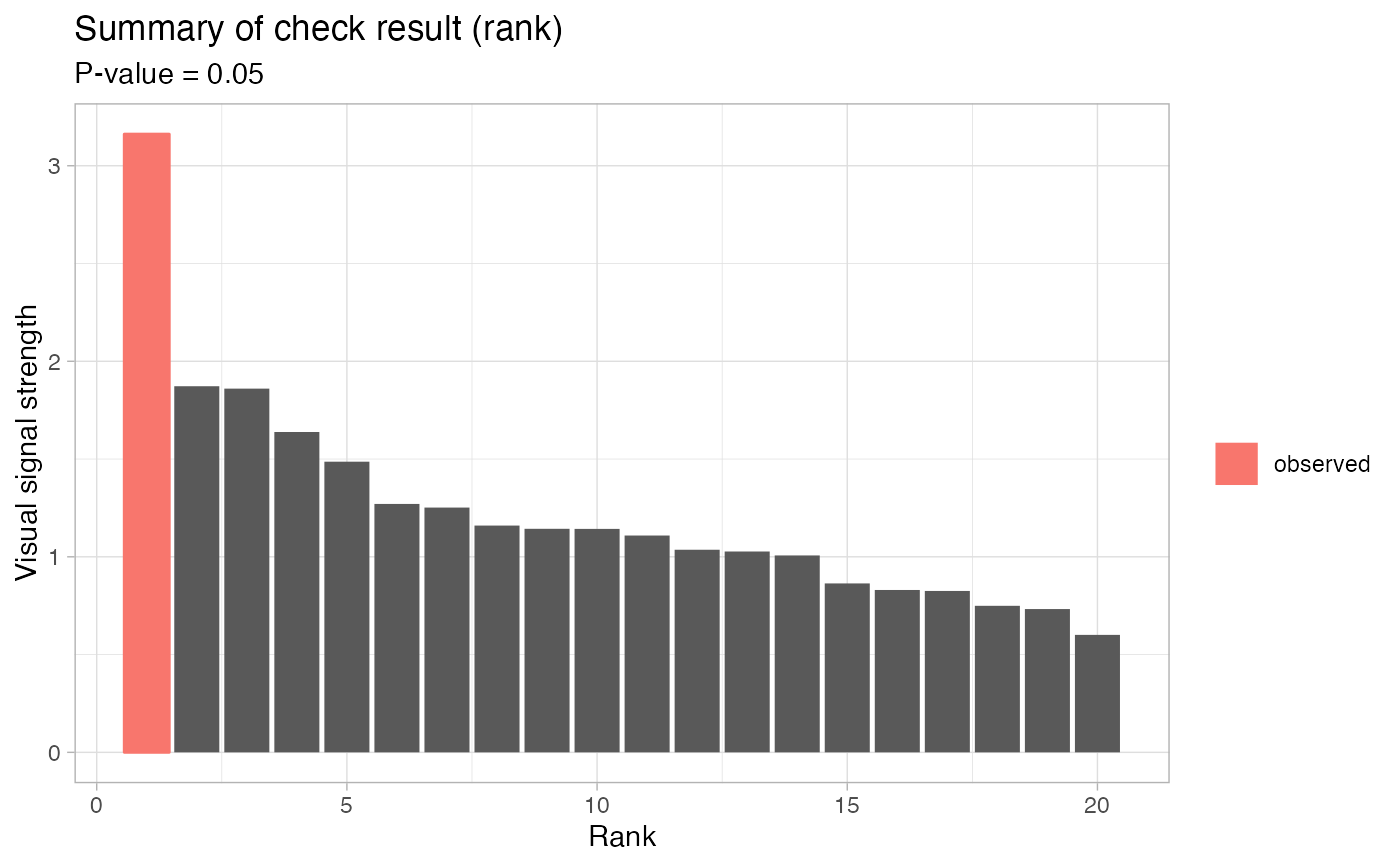 Summary of check result (rank)
P-value = 0.05
Visual signal strength
3
2
1
0
0 5 10 15 20
Rank
observed